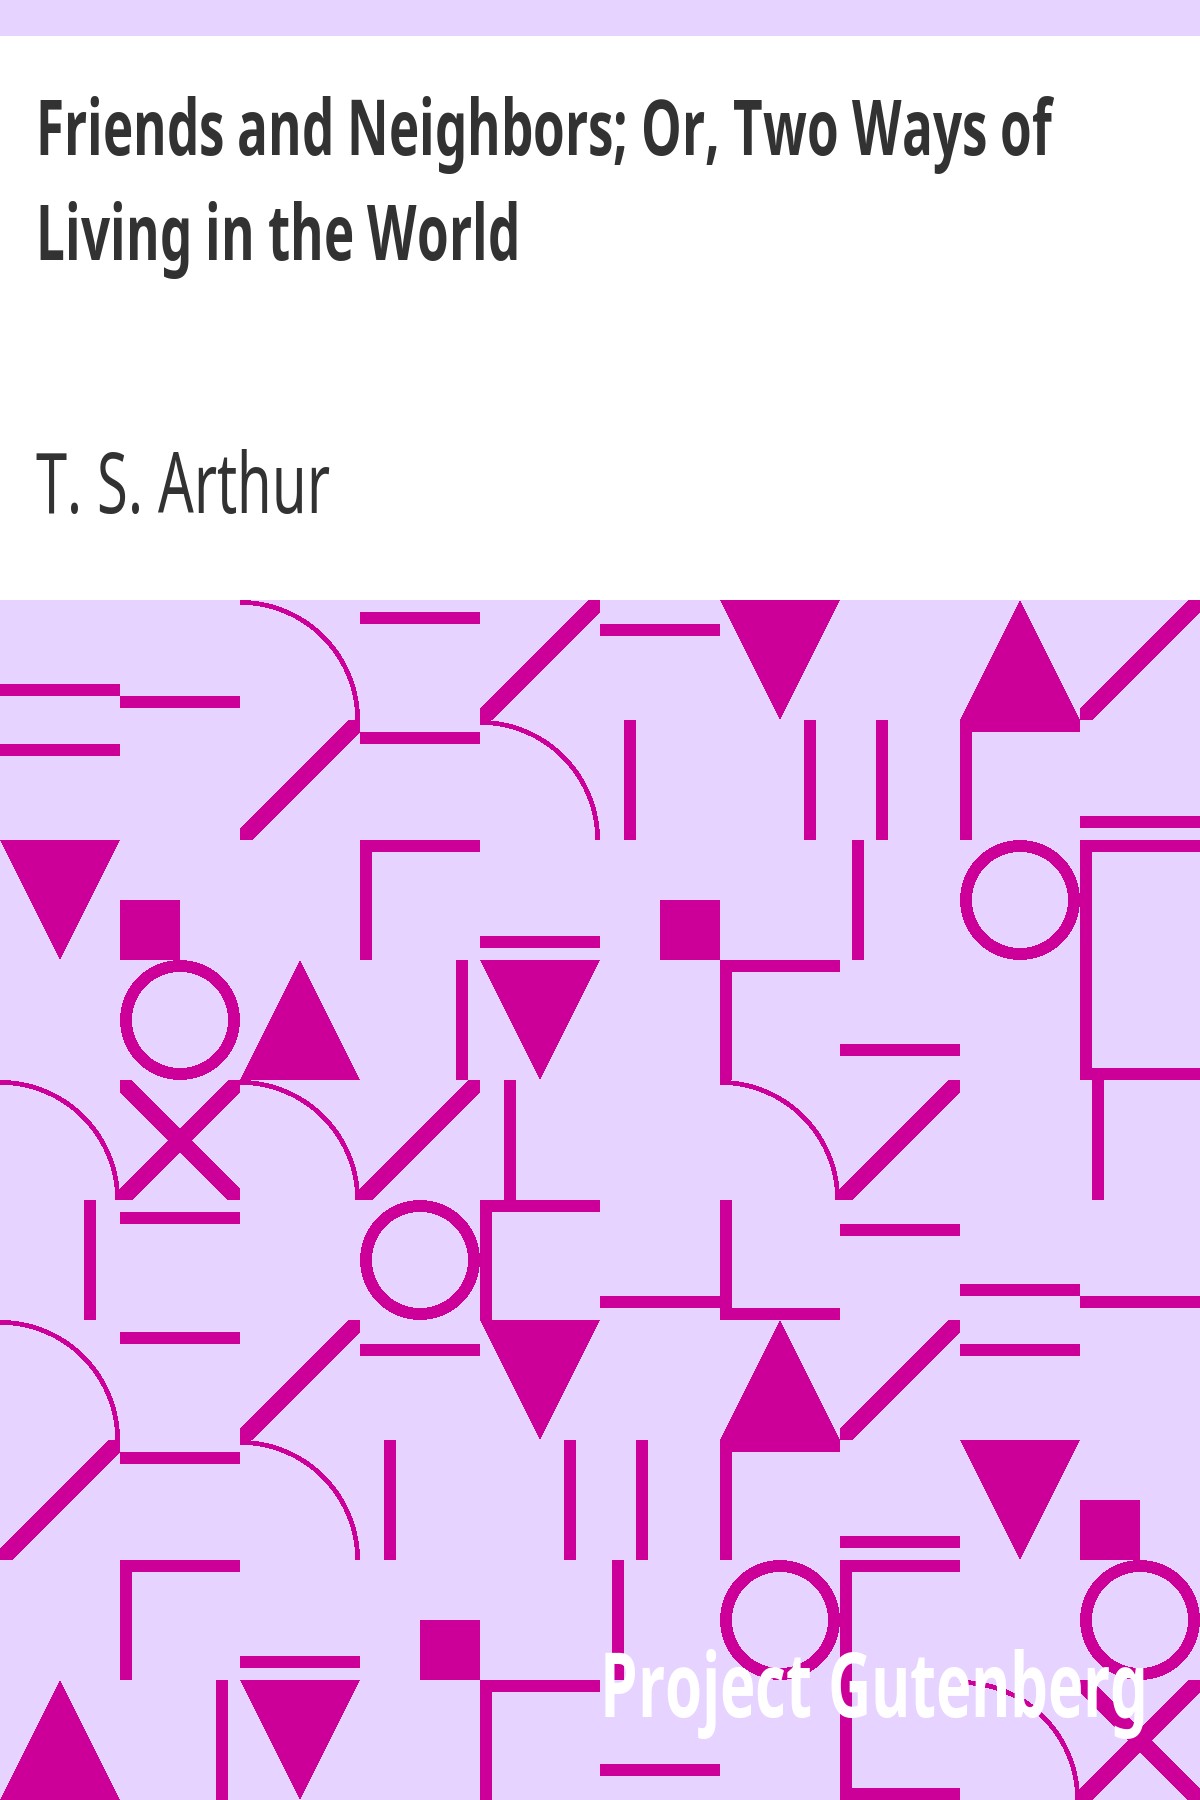 Friends and Neighbors; Or, Two Ways of
Living in the World
T. S. Arthur
Project Gutenberg